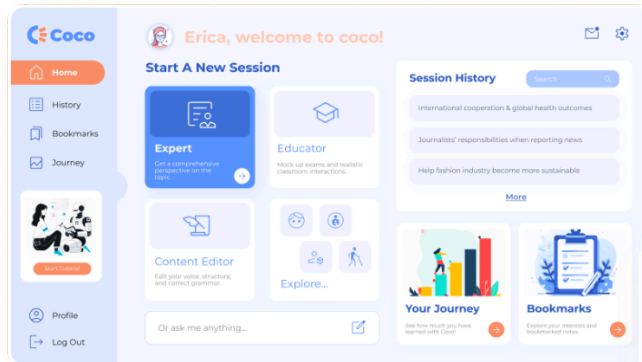 Coco
Home
History
Bookmarks
Journey
Start Tutorial
Profile
Log Out
Erica, welcome to coco!
Start A New Session
Expert
Get a comprehensive
perspective on the
topic.
Educator
Mock up exams and realistic
classroom interactions.
Content Editor
Edit your voice, structure,
and correct grammar.
Explore...
Or ask me anything...
Session History
Search
International cooperation & global health outcomes
Journalists' responsibilities when reporting news
Help fashion industry become more sustainable
More
Your Journey
See how much you have
learned with Coco!
Bookmarks
Explore your interests and
bookmarked notes.